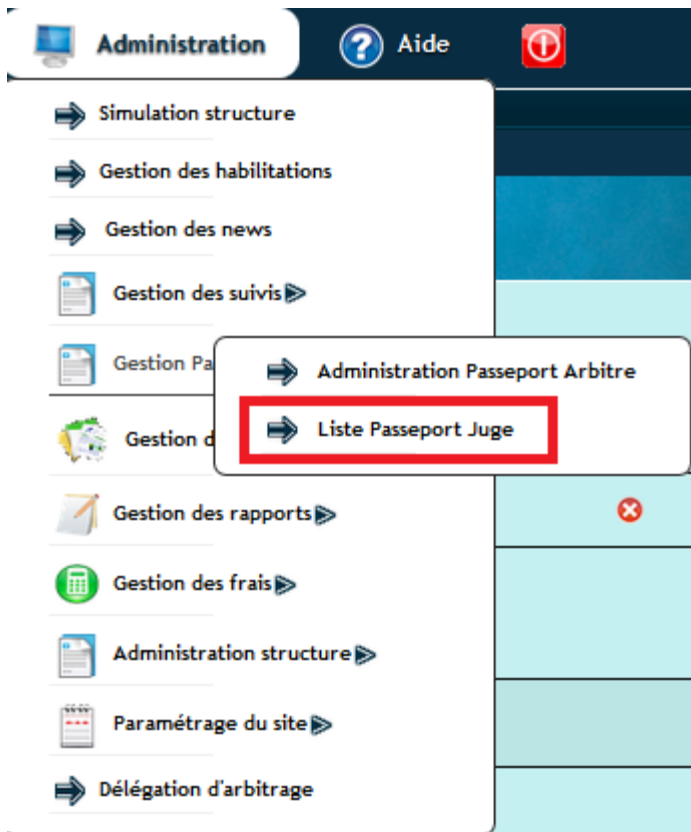 Administration
Aide
Simulation structure
Gestion des habilitations
Gestion des news
Gestion des suivis
Gestion Pa
Administration Passeport Arbitre
Liste Passeport Juge
Gestion d
Gestion des rapports
Gestion des frais
Administration structure
Paramétrage du site
Délégation d'arbitrage